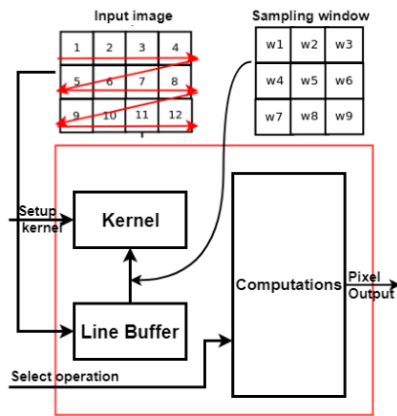 Input image
Sampling window
1 2 3 4
5 6 7 8
9 10 11 12
w1 w2 w3
w4 w5 w6
w7 w8 w9
Setup
kernel
Kernel
Line Buffer
Computations
Pixel
Output
Select operation